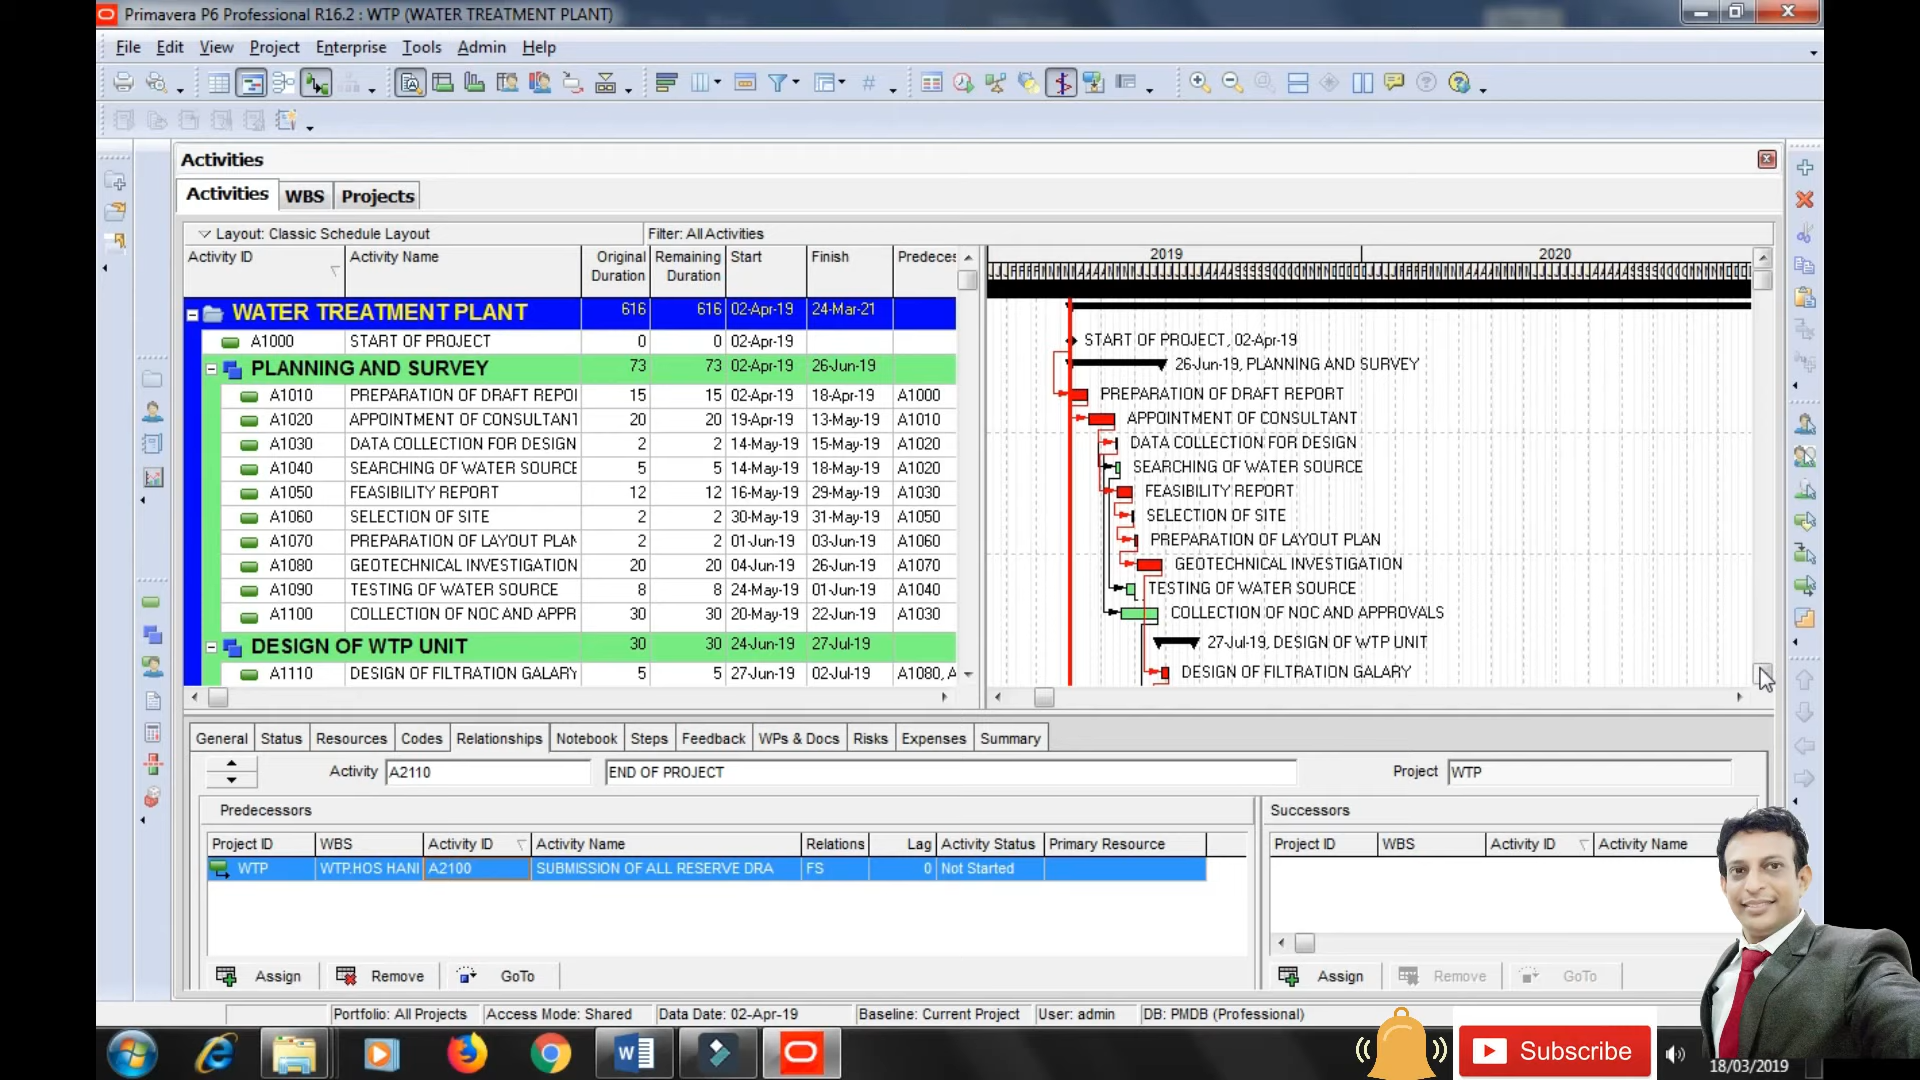 Primavera P6 Professional R16.2 : WTP (WATER TREATMENT PLANT)
File Edit View Project Enterprise Tools Admin Help
Activities
Activities WBS Projects
Layout: Classic Schedule Layout Filter: All Activities
Activity ID Activity Name Original Duration Remaining Duration Start Finish Predeces 2019 2020
WATER TREATMENT PLANT 616 616 02-Apr-19 24-Mar-21
A1000 START OF PROJECT 0 0 02-Apr-19
START OF PROJECT, 02-Apr-19
PLANNING AND SURVEY 73 73 02-Apr-19 26-Jun-19
26-Jun-19, PLANNING AND SURVEY
A1010 PREPARATION OF DRAFT REPOI 15 15 02-Apr-19 18-Apr-19 A1000
PREPARATION OF DRAFT REPORT
A1020 APPOINTMENT OF CONSULTANT 20 20 19-Apr-19 13-May-19 A1010
APPOINTMENT OF CONSULTANT
A1030 DATA COLLECTION FOR DESIGN 2 2 14-May-19 15-May-19 A1020
DATA COLLECTION FOR DESIGN
A1040 SEARCHING OF WATER SOURCE 5 5 14-May-19 18-May-19 A1020
SEARCHING OF WATER SOURCE
A1050 FEASIBILITY REPORT 12 12 16-May-19 29-May-19 A1030
FEASIBILITY REPORT
A1060 SELECTION OF SITE 2 2 30-May-19 31-May-19 A1050
SELECTION OF SITE
A1070 PREPARATION OF LAYOUT PLAN 2 2 01-Jun-19 03-Jun-19 A1060
PREPARATION OF LAYOUT PLAN
A1080 GEOTECHNICAL INVESTIGATION 20 20 04-Jun-19 26-Jun-19 A1070
GEOTECHNICAL INVESTIGATION
A1090 TESTING OF WATER SOURCE 8 8 24-May-19 01-Jun-19 A1040
TESTING OF WATER SOURCE
A1100 COLLECTION OF NOC AND APPR 30 30 20-May-19 22-Jun-19 A1030
COLLECTION OF NOC AND APPROVALS
DESIGN OF WTP UNIT 30 30 24-Jun-19 27-Jul-19
27-Jul-19, DESIGN OF WTP UNIT
A1110 DESIGN OF FILTRATION GALARY 5 5 27-Jun-19 02-Jul-19 A1080, A
DESIGN OF FILTRATION GALARY
General Status Resources Codes Relationships Notebook Steps Feedback WPs & Docs Risks Expenses Summary
Activity A2110 END OF PROJECT Project WTP
Predecessors Successors
Project ID WBS Activity ID Activity Name Relations Lag Activity Status Primary Resource Project ID WBS Activity ID Activity Name
WTP WTP.HOS HANI A2100 SUBMISSION OF ALL RESERVE DRA FS 0 Not Started
Assign Remove GoTo Assign Remove GoTo
Portfolio: All Projects Access Mode: Shared Data Date: 02-Apr-19 Baseline: Current Project User: admin DB: PMDB (Professional)
Subscribe
18/03/2019